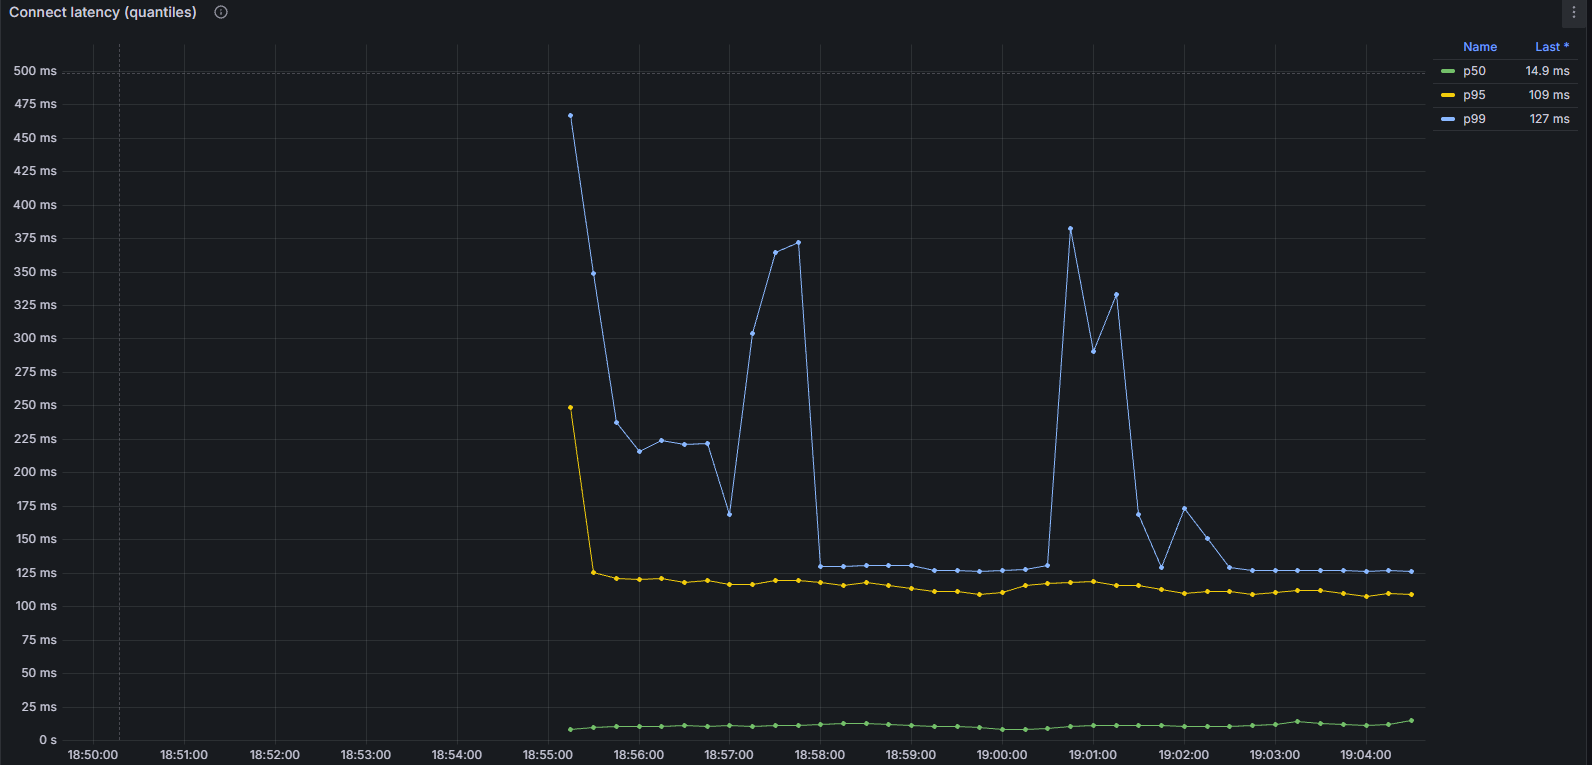 Connect latency (quantiles)
Name Last *
p50 14.9 ms
p95 109 ms
p99 127 ms
500 ms
475 ms
450 ms
425 ms
400 ms
375 ms
350 ms
325 ms
300 ms
275 ms
250 ms
225 ms
200 ms
175 ms
150 ms
125 ms
100 ms
75 ms
50 ms
25 ms
0 s
18:50:00 18:51:00 18:52:00 18:53:00 18:54:00 18:55:00 18:56:00 18:57:00 18:58:00 18:59:00 19:00:00 19:01:00 19:02:00 19:03:00 19:04:00